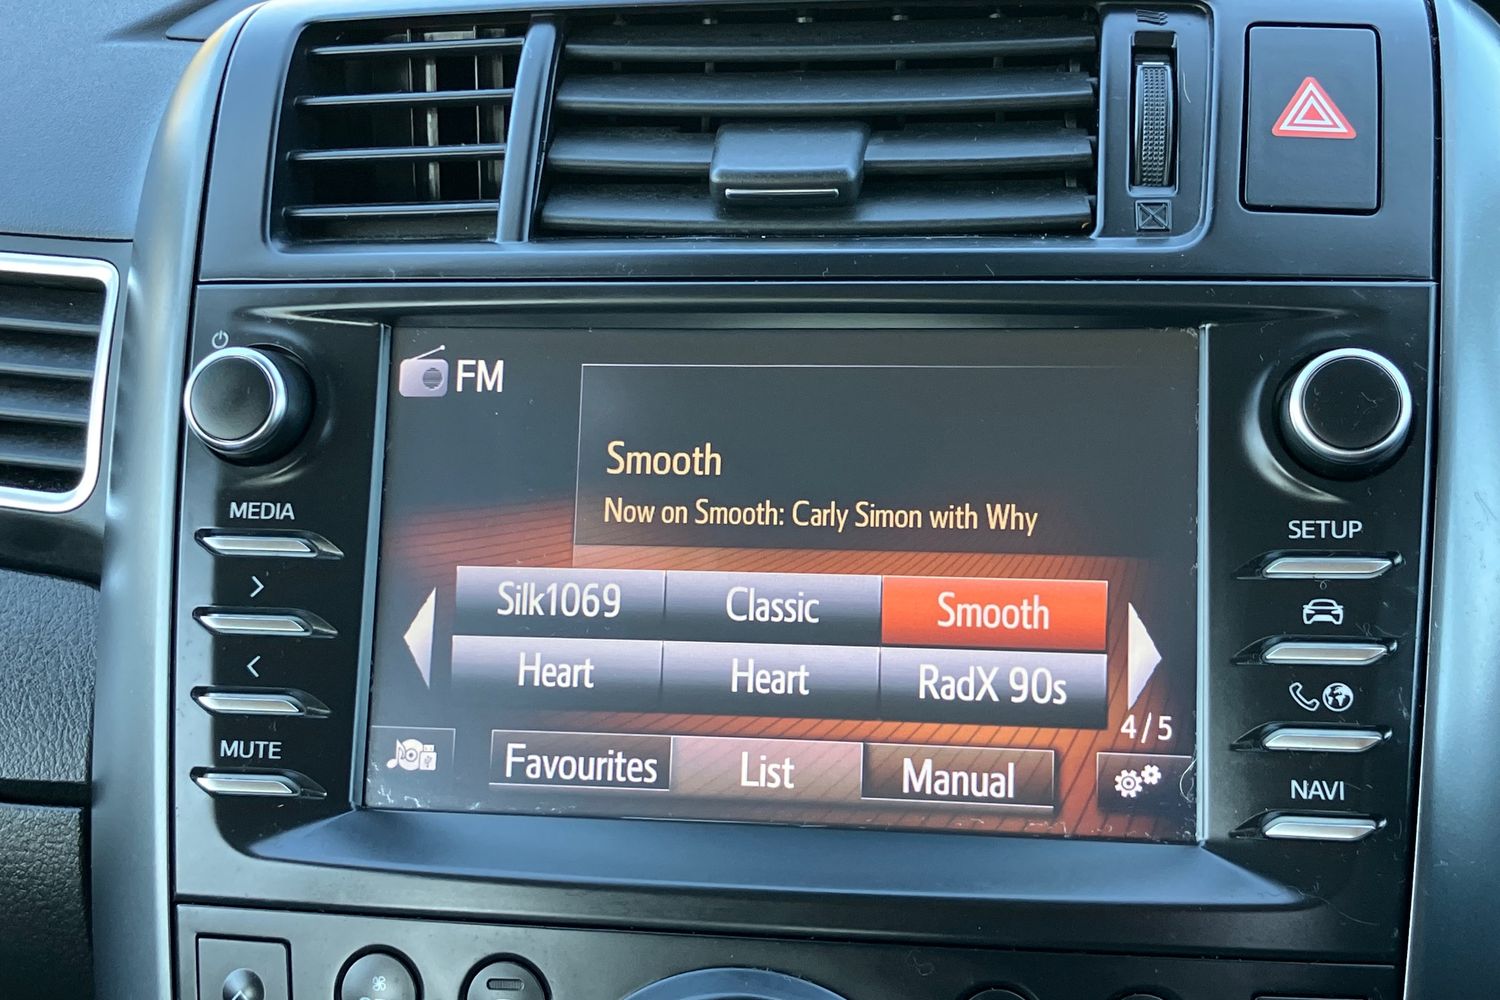 FM
Smooth
Now on Smooth: Carly Simon with Why
Silk1069 Classic Smooth
Heart Heart RadX 90s
4/5
Favourites List Manual
MEDIA
>
<
MUTE
SETUP
NAVI